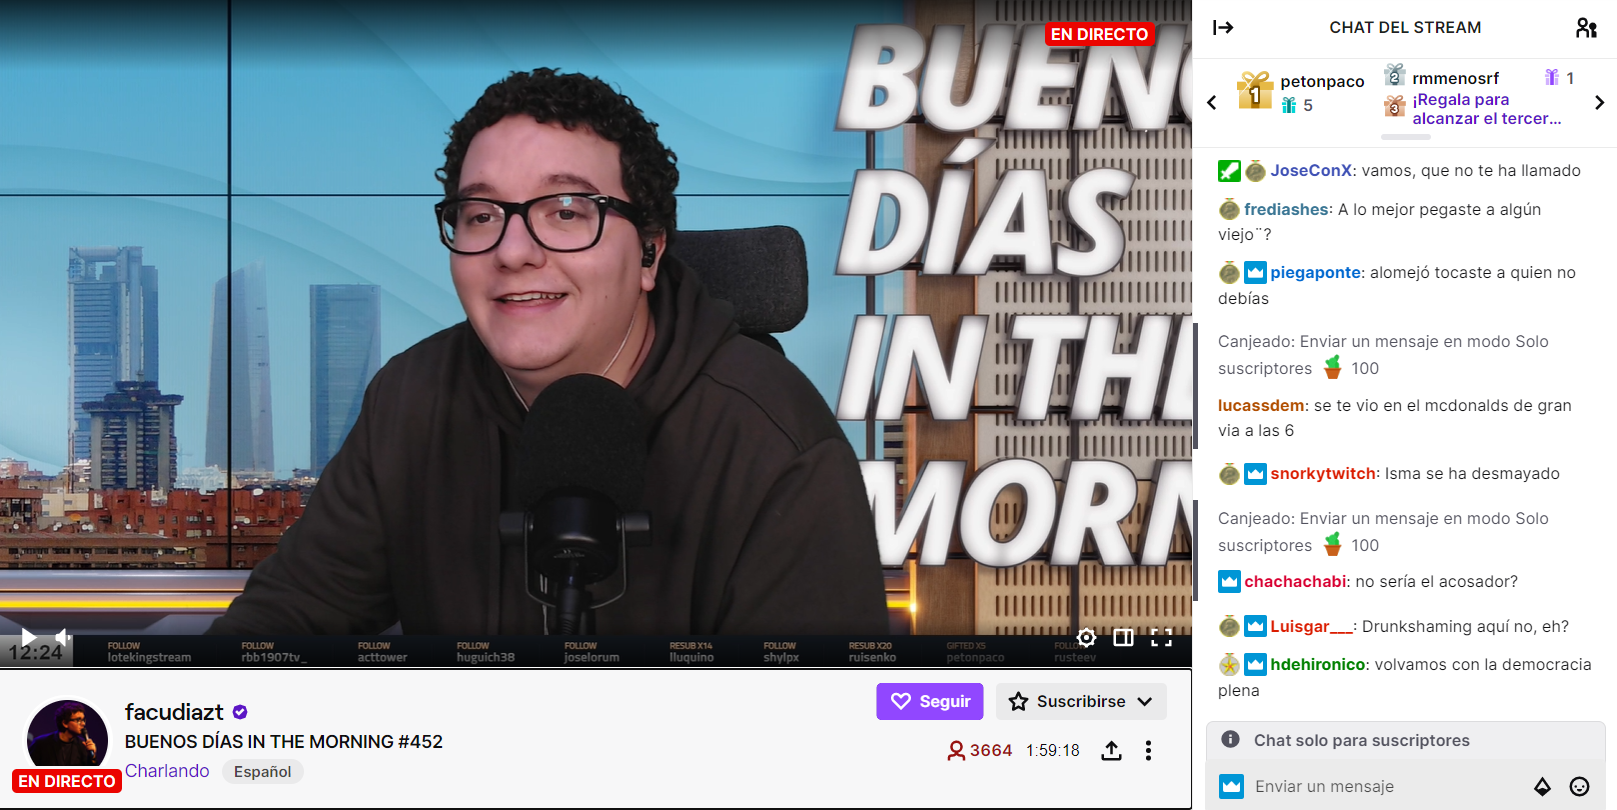 BUENO
DÍAS
IN THE
MORN
EN DIRECTO
12:24
FOLLOW
lotekingstream
FOLLOW
rbb1907tv_
FOLLOW
acttower
FOLLOW
huguich38
FOLLOW
joselorum
RESUB X14
lluquino
FOLLOW
shylpx
RESUB X20
ruisenko
GIFTED X5
petonpaco
FOLLOW
rusteev
facudiazt
BUENOS DÍAS IN THE MORNING #452
Charlando
Español
EN DIRECTO
Seguir
Suscribirse
3664
1:59:18
CHAT DEL STREAM
1
petonpaco
5
2
rmmenosrf
1
3
¡Regala para
alcanzar el tercer...
JoseConX: vamos, que no te ha llamado
frediashes: A lo mejor pegaste a algún
viejo¨?
piegaponte: alomejó tocaste a quien no
debías
Canjeado: Enviar un mensaje en modo Solo
suscriptores 100
lucassdem: se te vio en el mcdonalds de gran
via a las 6
snorkytwitch: Isma se ha desmayado
Canjeado: Enviar un mensaje en modo Solo
suscriptores 100
chachachabi: no sería el acosador?
Luisgar___: Drunkshaming aquí no, eh?
hdehironico: volvamos con la democracia
plena
Chat solo para suscriptores
Enviar un mensaje